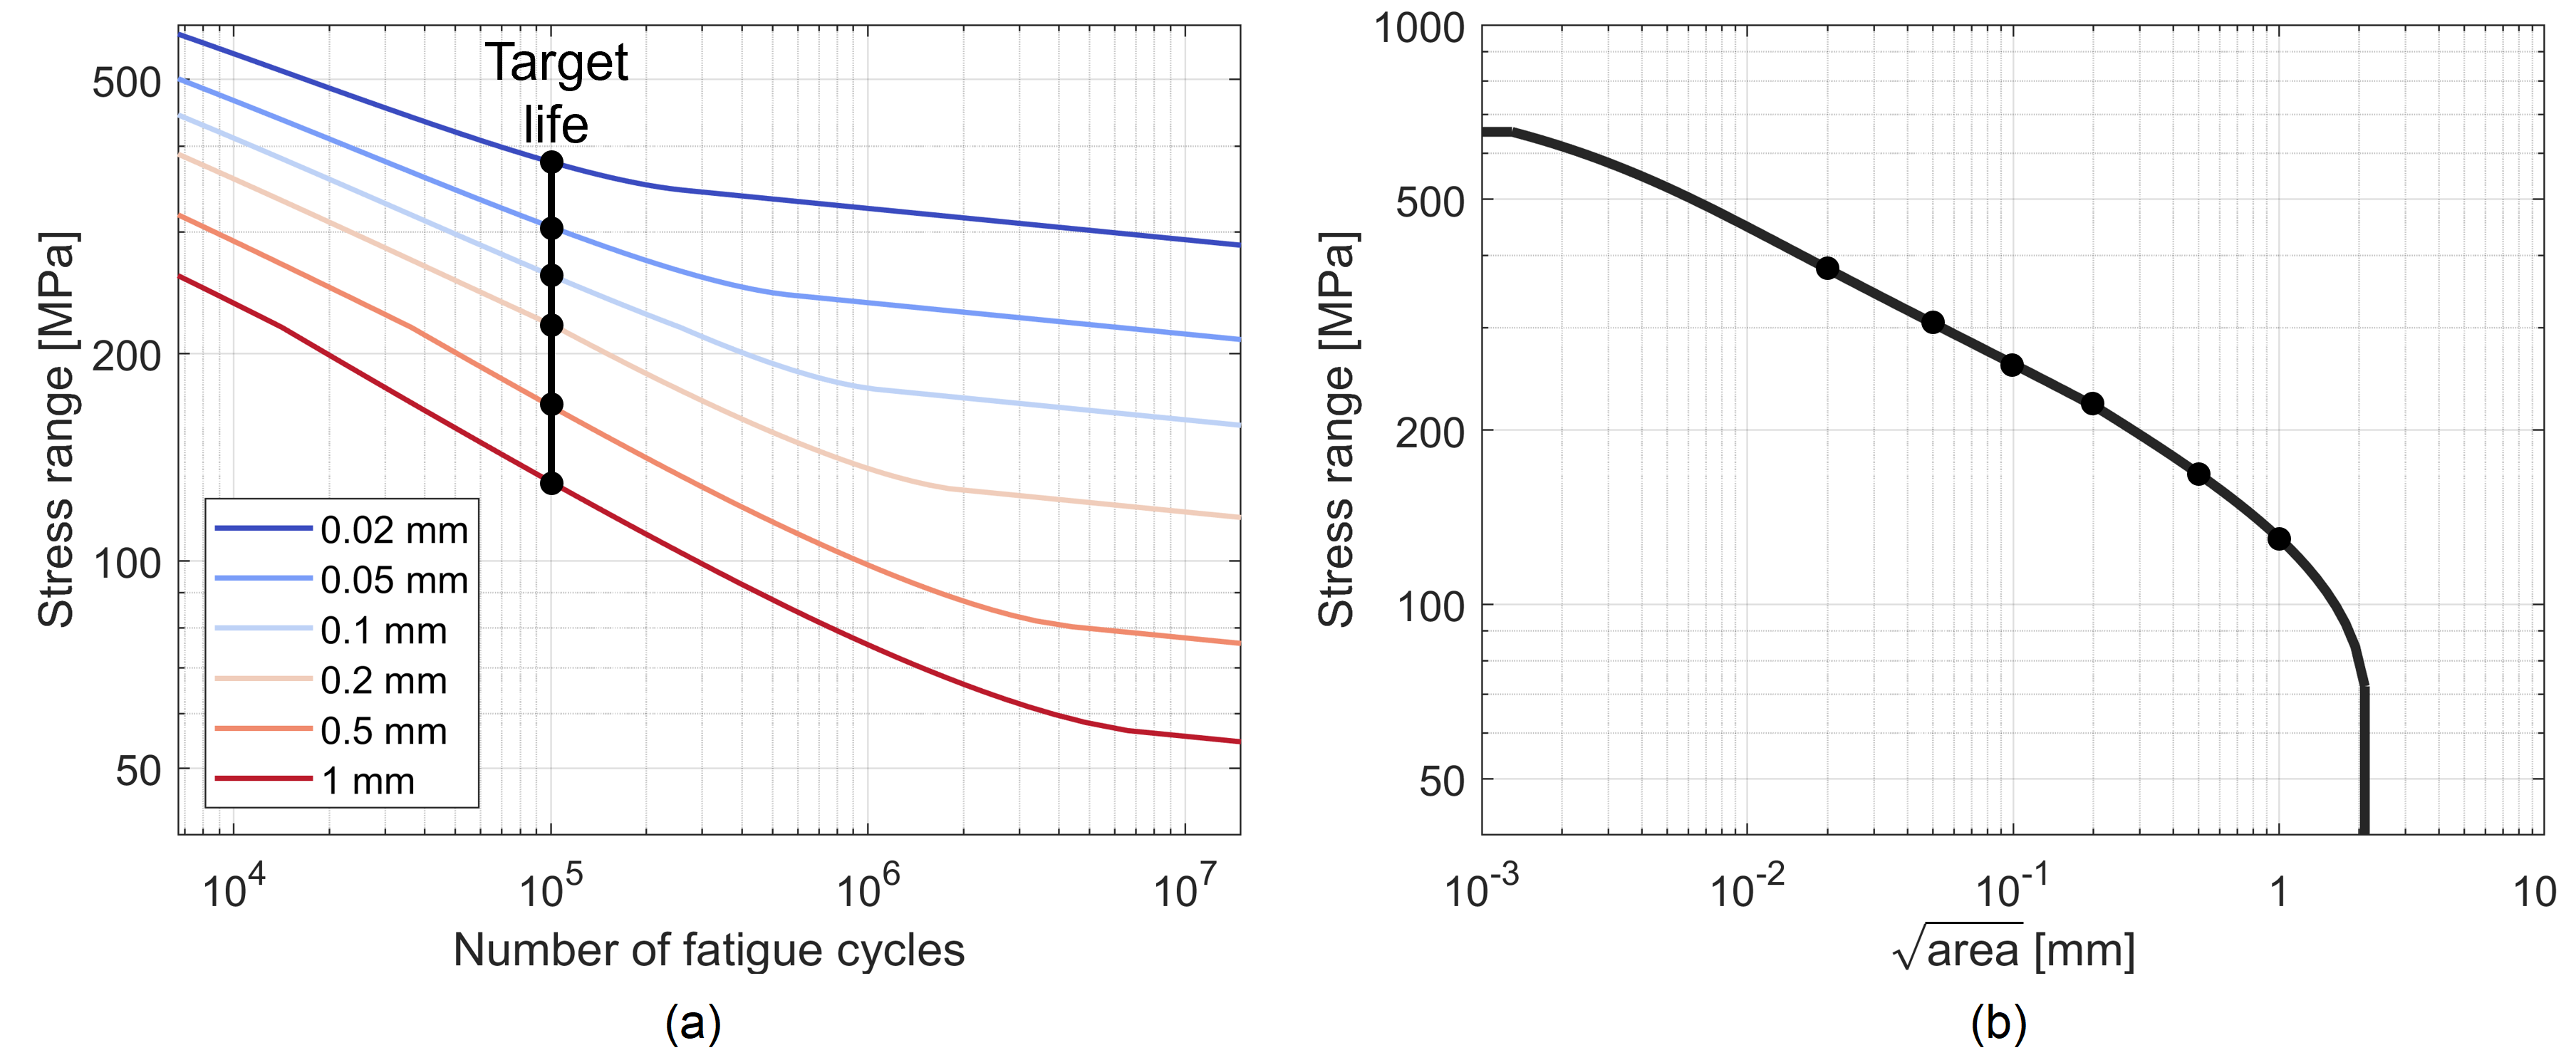 Target
life
500
200
100
50
Stress range [MPa]
0.02 mm
0.05 mm
0.1 mm
0.2 mm
0.5 mm
1 mm
10^4 10^5 10^6 10^7
Number of fatigue cycles
(a)
1000
500
200
100
50
Stress range [MPa]
10^-3 10^-2 10^-1 1 10
√area [mm]
(b)